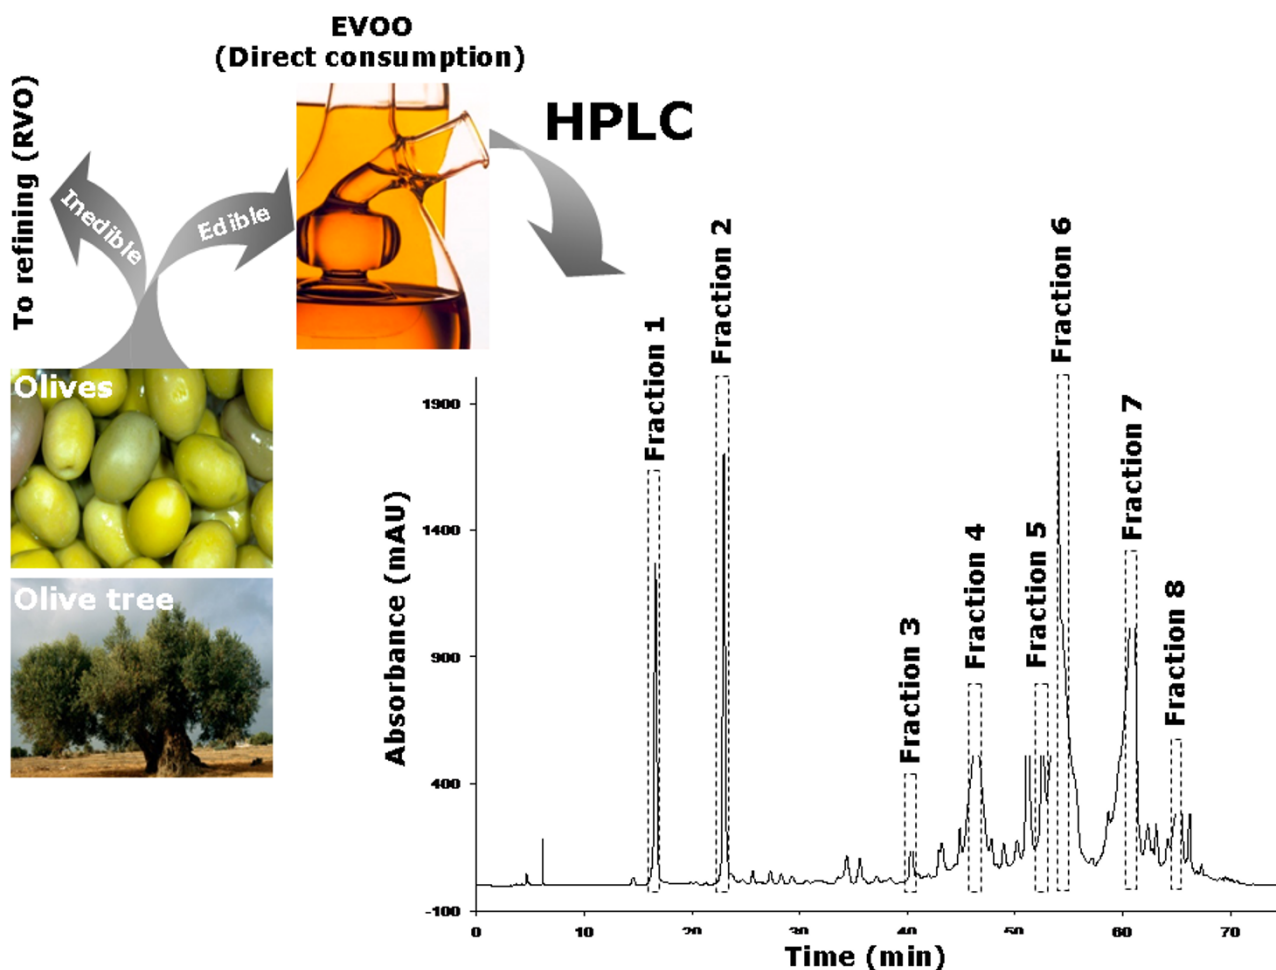 EVOO
(Direct consumption)
HPLC
To refining (RVO)
Inedible
Edible
Olives
Olive tree
Fraction 1
Fraction 2
Fraction 3
Fraction 4
Fraction 5
Fraction 6
Fraction 7
Fraction 8
Absorbance (mAU)
1900
1400
900
400
-100
0
10
20
30
40
50
60
70
Time (min)